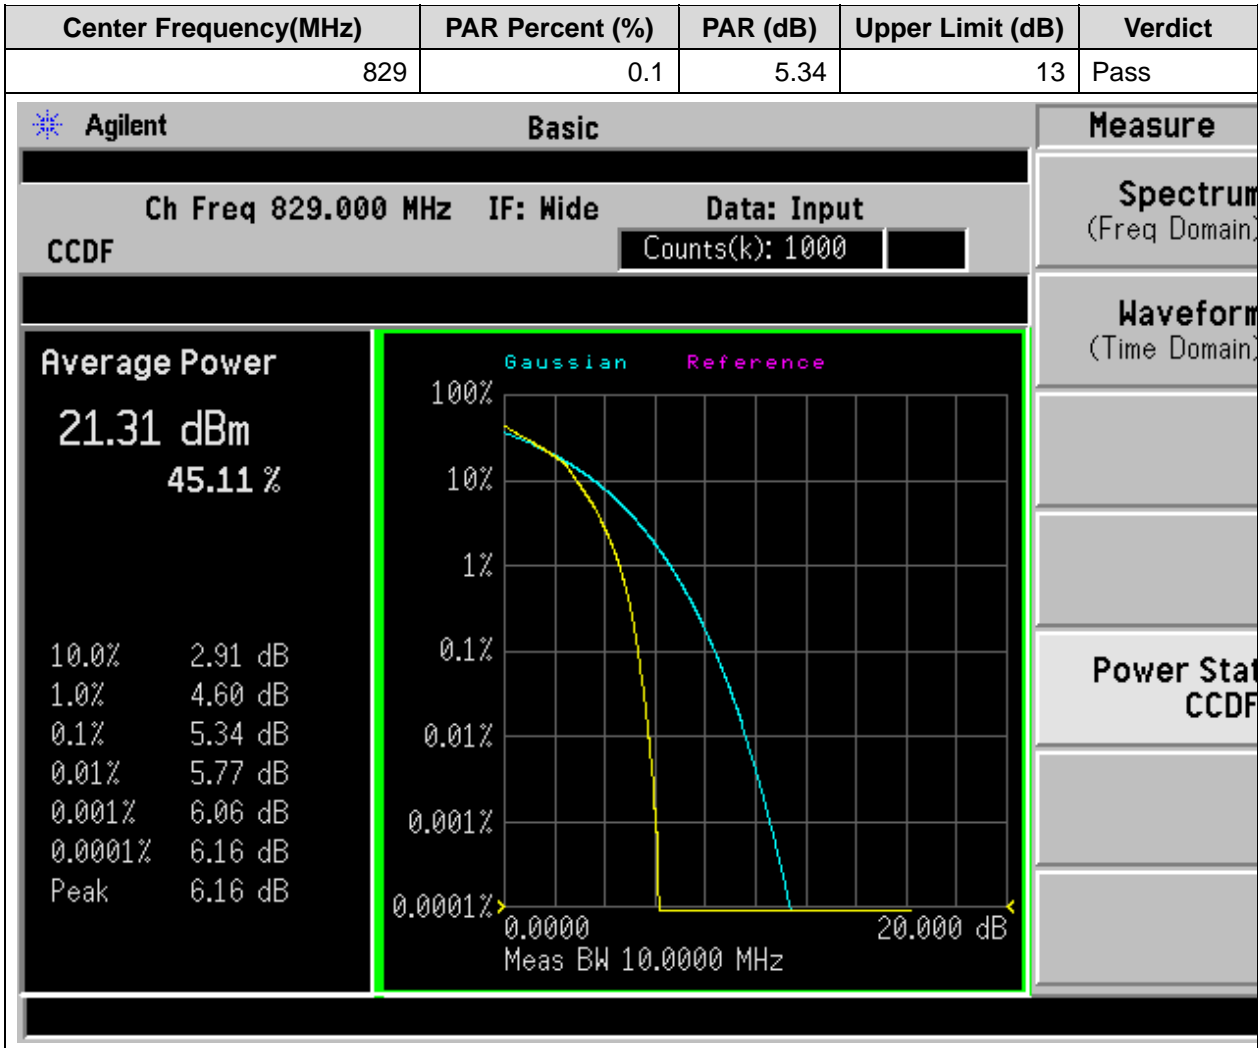 Center Frequency(MHz) PAR Percent (%) PAR (dB) Upper Limit (dB) Verdict
829 0.1 5.34 13 Pass
Agilent Basic Measure
Ch Freq 829.000 MHz IF: Wide Data: Input
CCDF Counts(k): 1000
Spectrum
(Freq Domain)
Waveform
(Time Domain)
Power Stat
CCDF
Average Power
21.31 dBm
45.11 %
10.0% 2.91 dB
1.0% 4.60 dB
0.1% 5.34 dB
0.01% 5.77 dB
0.001% 6.06 dB
0.0001% 6.16 dB
Peak 6.16 dB
Gaussian Reference
100%
10%
1%
0.1%
0.01%
0.001%
0.0001%
0.0000 20.000 dB
Meas BW 10.0000 MHz